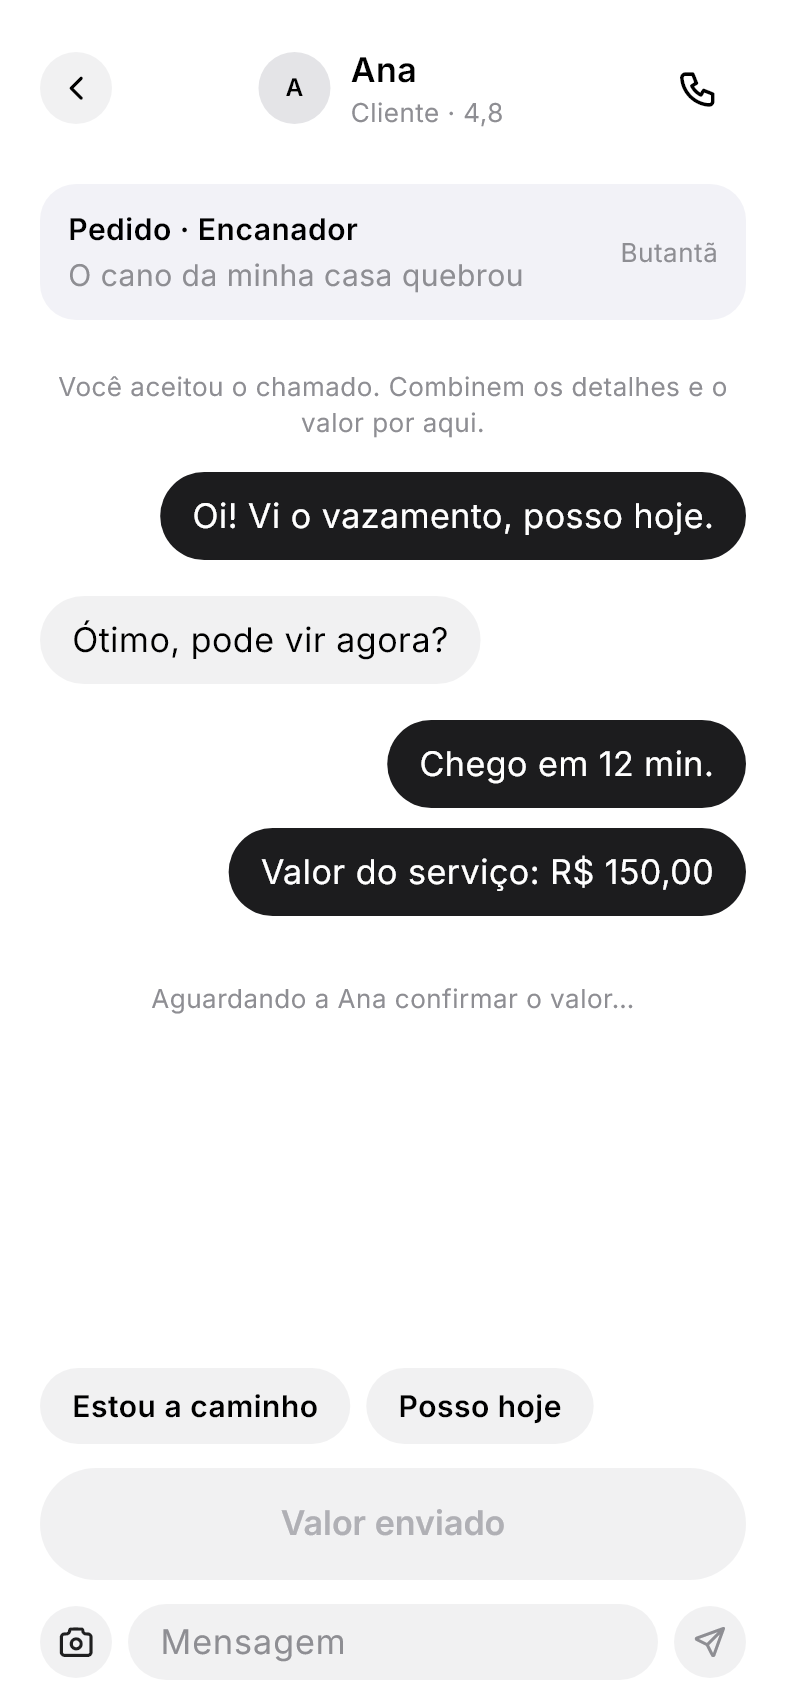 A
Ana
Cliente · 4,8
Pedido · Encanador
O cano da minha casa quebrou
Butantã
Você aceitou o chamado. Combinem os detalhes e o
valor por aqui.
Oi! Vi o vazamento, posso hoje.
Ótimo, pode vir agora?
Chego em 12 min.
Valor do serviço: R$ 150,00
Aguardando a Ana confirmar o valor...
Estou a caminho
Posso hoje
Valor enviado
Mensagem